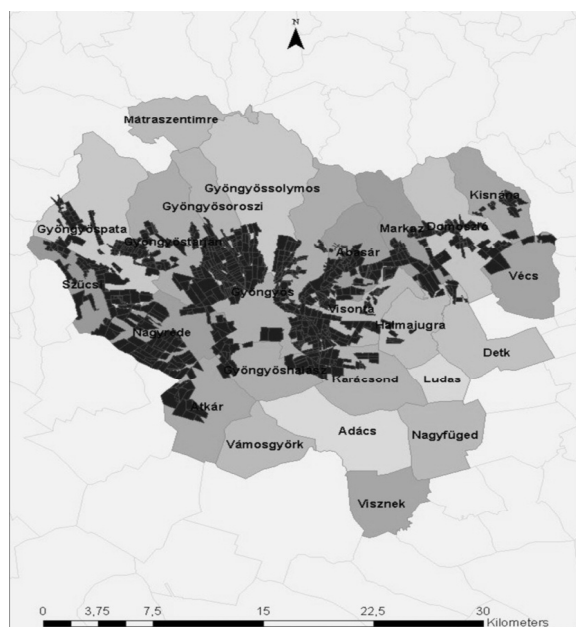 N
Mátraszentimre
Kisnána
Gyöngyössolymos
Gyöngyösoroszi
Gyöngyöspata
Markaz
Domoszló
Gyöngyöstarján
Abasár
Szűcsi
Vécs
Gyöngyös
Visonta
Nagyréde
Halmajugra
Detk
Gyöngyöshalász
Karácsond
Ludas
Atkár
Adács
Nagyfüged
Vámosgyörk
Visznek
0 3,75 7,5 15 22,5 30
Kilometers